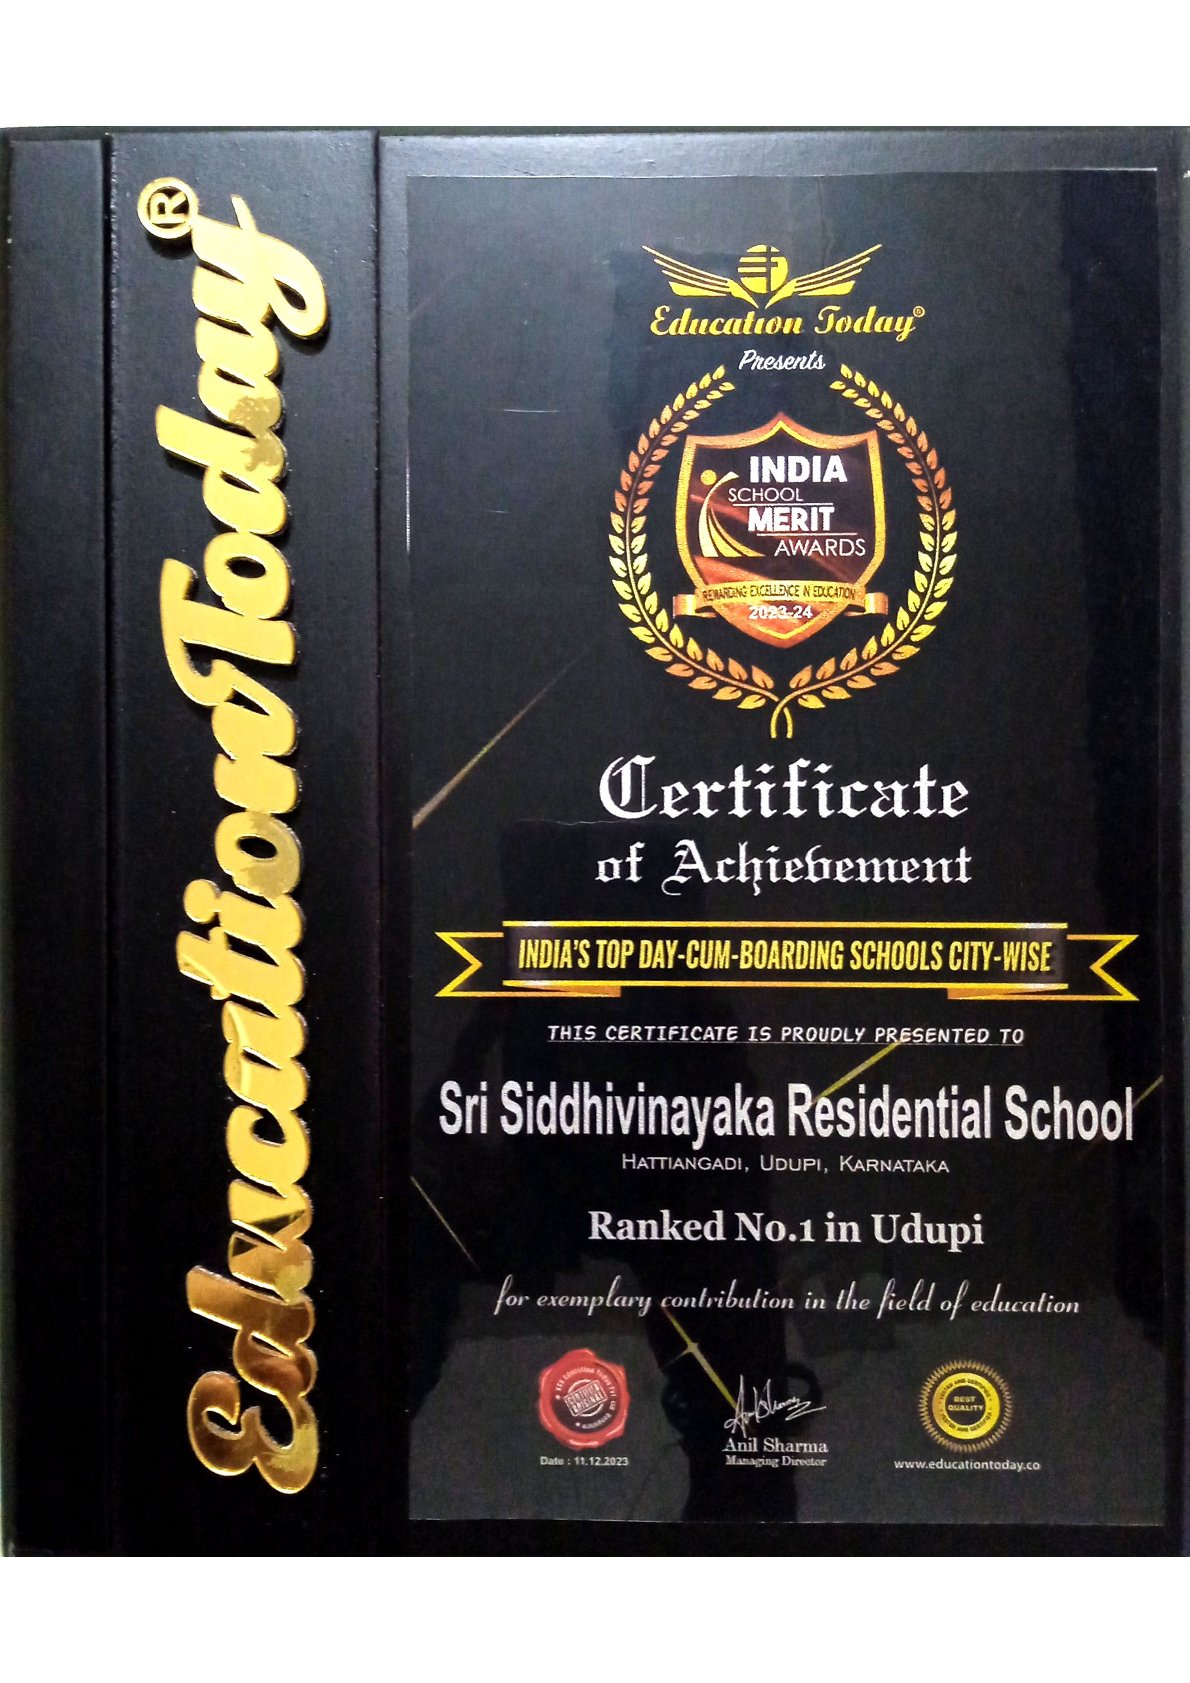 EducationToday®
Education Today®
Presents
INDIA
SCHOOL
MERIT
AWARDS
REWARDING EXCELLENCE IN EDUCATION
2023-24
Certificate
of Achievement
INDIA'S TOP DAY-CUM-BOARDING SCHOOLS CITY-WISE
THIS CERTIFICATE IS PROUDLY PRESENTED TO
Sri Siddhivinayaka Residential School
HATTIANGADI, UDUPI, KARNATAKA
Ranked No.1 in Udupi
for exemplary contribution in the field of education
BEST
QUALITY
Date : 11.12.2023
Anil Sharma
Managing Director
www.educationtoday.co